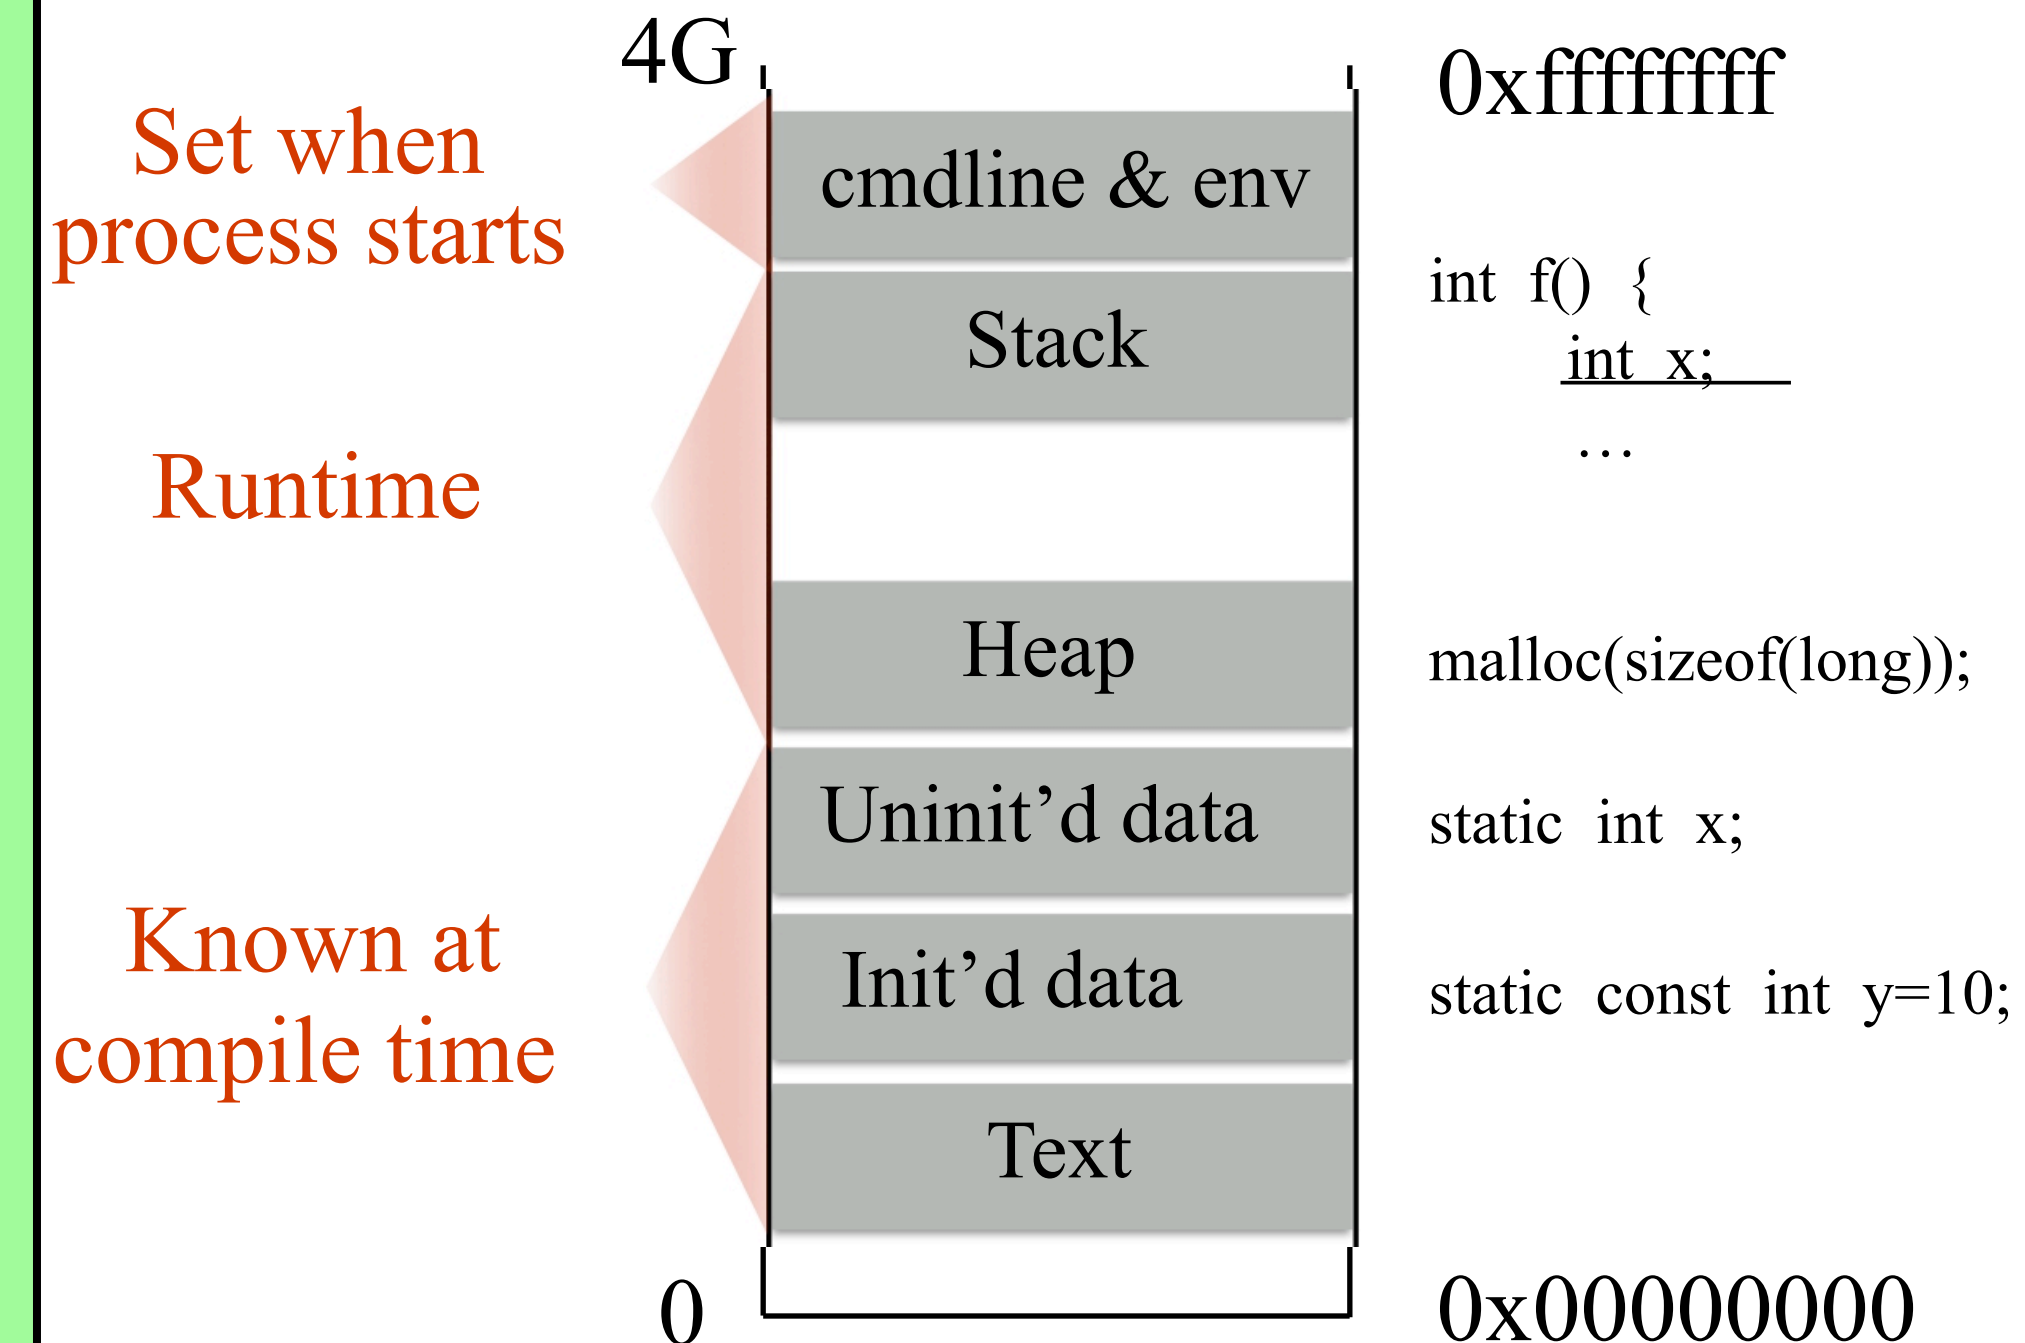 4G
0xffffffff
Set when
process starts
cmdline & env
int f() {
Stack
int x;
…
Runtime
Heap
malloc(sizeof(long));
Uninit’d data
static int x;
Known at
compile time
Init’d data
static const int y=10;
Text
0
0x00000000